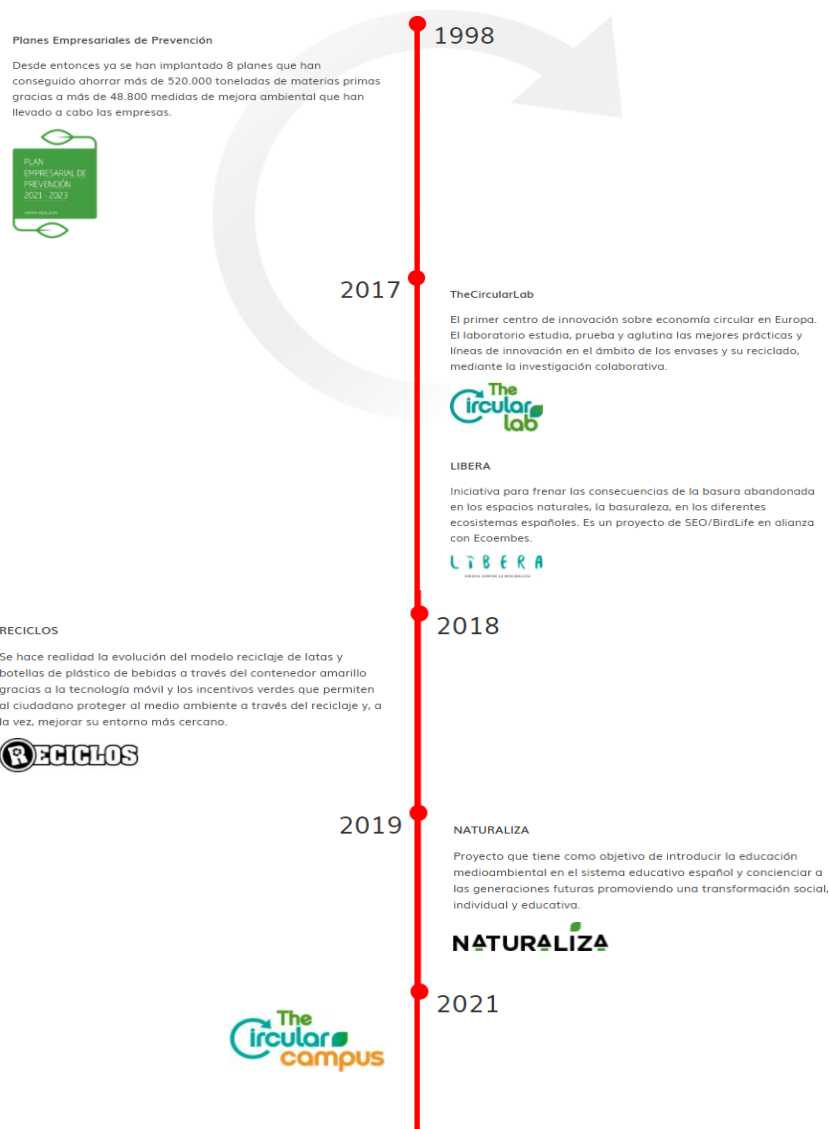 1998
Planes Empresariales de Prevención
Desde entonces ya se han implantado 8 planes que han
conseguido ahorrar más de 520.000 toneladas de materias primas
gracias a más de 48.800 medidas de mejora ambiental que han
llevado a cabo las empresas.
PLAN
EMPRESARIAL DE
PREVENCIÓN
2021 - 2023
2017
TheCircularLab
El primer centro de innovación sobre economía circular en Europa.
El laboratorio estudia, prueba y aglutina las mejores prácticas y
líneas de innovación en el ámbito de los envases y su reciclado,
mediante la investigación colaborativa.
The
Circular
lab
LIBERA
Iniciativa para frenar las consecuencias de la basura abandonada
en los espacios naturales, la basuraleza, en los diferentes
ecosistemas españoles. Es un proyecto de SEO/BirdLife en alianza
con Ecoembes.
LIBERA
2018
RECICLOS
Se hace realidad la evolución del modelo reciclaje de latas y
botellas de plástico de bebidas a través del contenedor amarillo
gracias a la tecnología móvil y los incentivos verdes que permiten
al ciudadano proteger al medio ambiente a través del reciclaje y, a
la vez, mejorar su entorno más cercano.
RECICLOS
2019
NATURALIZA
Proyecto que tiene como objetivo de introducir la educación
medioambiental en el sistema educativo español y concienciar a
las generaciones futuras promoviendo una transformación social,
individual y educativa.
NATURALIZA
2021
The
Circular
campus